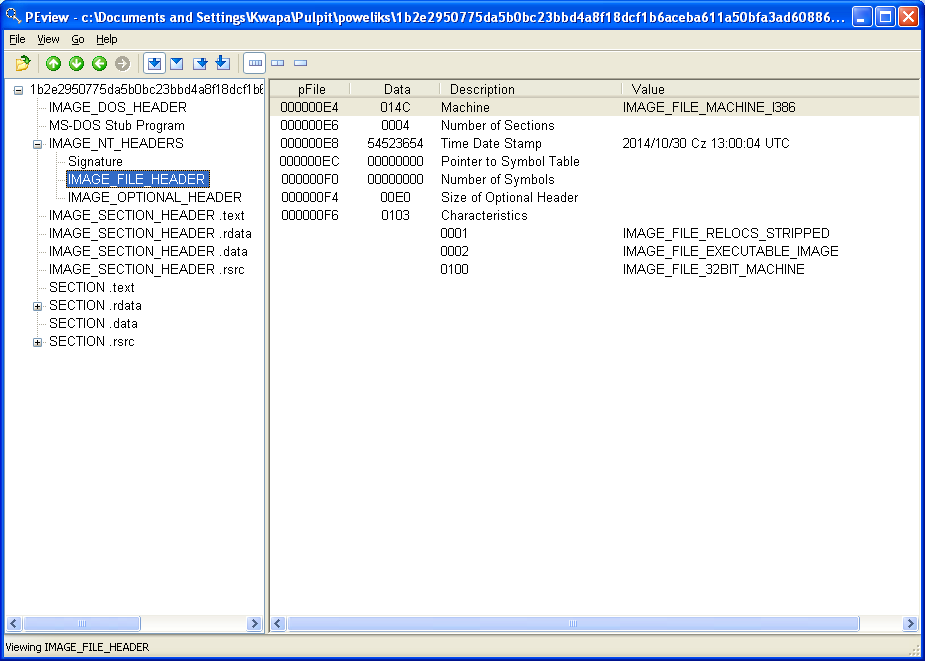 PEview - c:\Documents and Settings\Kwapa\Pulpit\poweliks\1b2e2950775da5b0bc23bbd4a8f18dcf1b6aceba611a50bfa3ad60886...
File View Go Help
1b2e2950775da5b0bc23bbd4a8f18dcf1b6
IMAGE_DOS_HEADER
MS-DOS Stub Program
IMAGE_NT_HEADERS
Signature
IMAGE_FILE_HEADER
IMAGE_OPTIONAL_HEADER
IMAGE_SECTION_HEADER .text
IMAGE_SECTION_HEADER .rdata
IMAGE_SECTION_HEADER .data
IMAGE_SECTION_HEADER .rsrc
SECTION .text
SECTION .rdata
SECTION .data
SECTION .rsrc
pFile Data Description Value
000000E4 014C Machine IMAGE_FILE_MACHINE_I386
000000E6 0004 Number of Sections
000000E8 54523654 Time Date Stamp 2014/10/30 Cz 13:00:04 UTC
000000EC 00000000 Pointer to Symbol Table
000000F0 00000000 Number of Symbols
000000F4 00E0 Size of Optional Header
000000F6 0103 Characteristics
0001 IMAGE_FILE_RELOCS_STRIPPED
0002 IMAGE_FILE_EXECUTABLE_IMAGE
0100 IMAGE_FILE_32BIT_MACHINE
Viewing IMAGE_FILE_HEADER